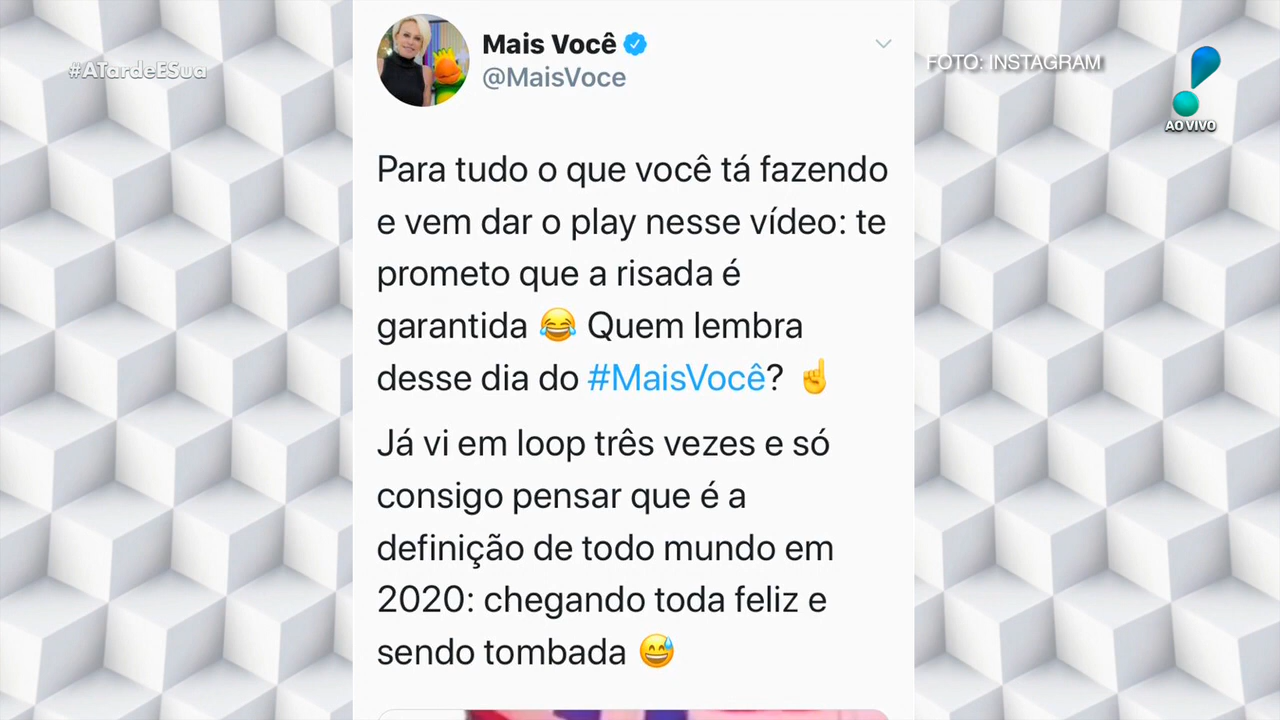 #ATardeESua
Mais Você
@MaisVoce
FOTO: INSTAGRAM
AO VIVO
Para tudo o que você tá fazendo
e vem dar o play nesse vídeo: te
prometo que a risada é
garantida 😂 Quem lembra
desse dia do #MaisVocê? ☝️
Já vi em loop três vezes e só
consigo pensar que é a
definição de todo mundo em
2020: chegando toda feliz e
sendo tombada 😅